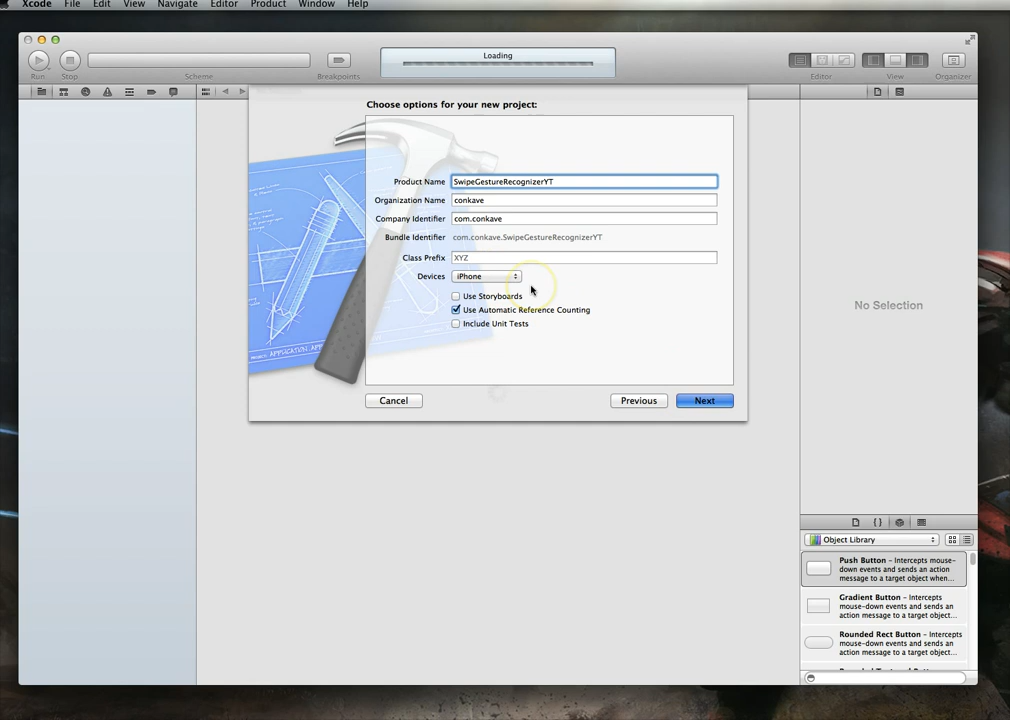 Xcode File Edit View Navigate Editor Product Window Help
Loading
Run Stop Scheme Breakpoints Editor View Organizer
Choose options for your new project:
Product Name SwipeGestureRecognizerYT
Organization Name conkave
Company Identifier com.conkave
Bundle Identifier com.conkave.SwipeGestureRecognizerYT
Class Prefix XYZ
Devices iPhone
Use Storyboards
Use Automatic Reference Counting
Include Unit Tests
Cancel Previous Next
No Selection
Object Library
Push Button - Intercepts mouse-
down events and sends an action
message to a target object when...
Gradient Button - Intercepts
mouse-down events and sends an
action message to a target object...
Rounded Rect Button - Intercepts
mouse-down events and sends an
action message to a target object...